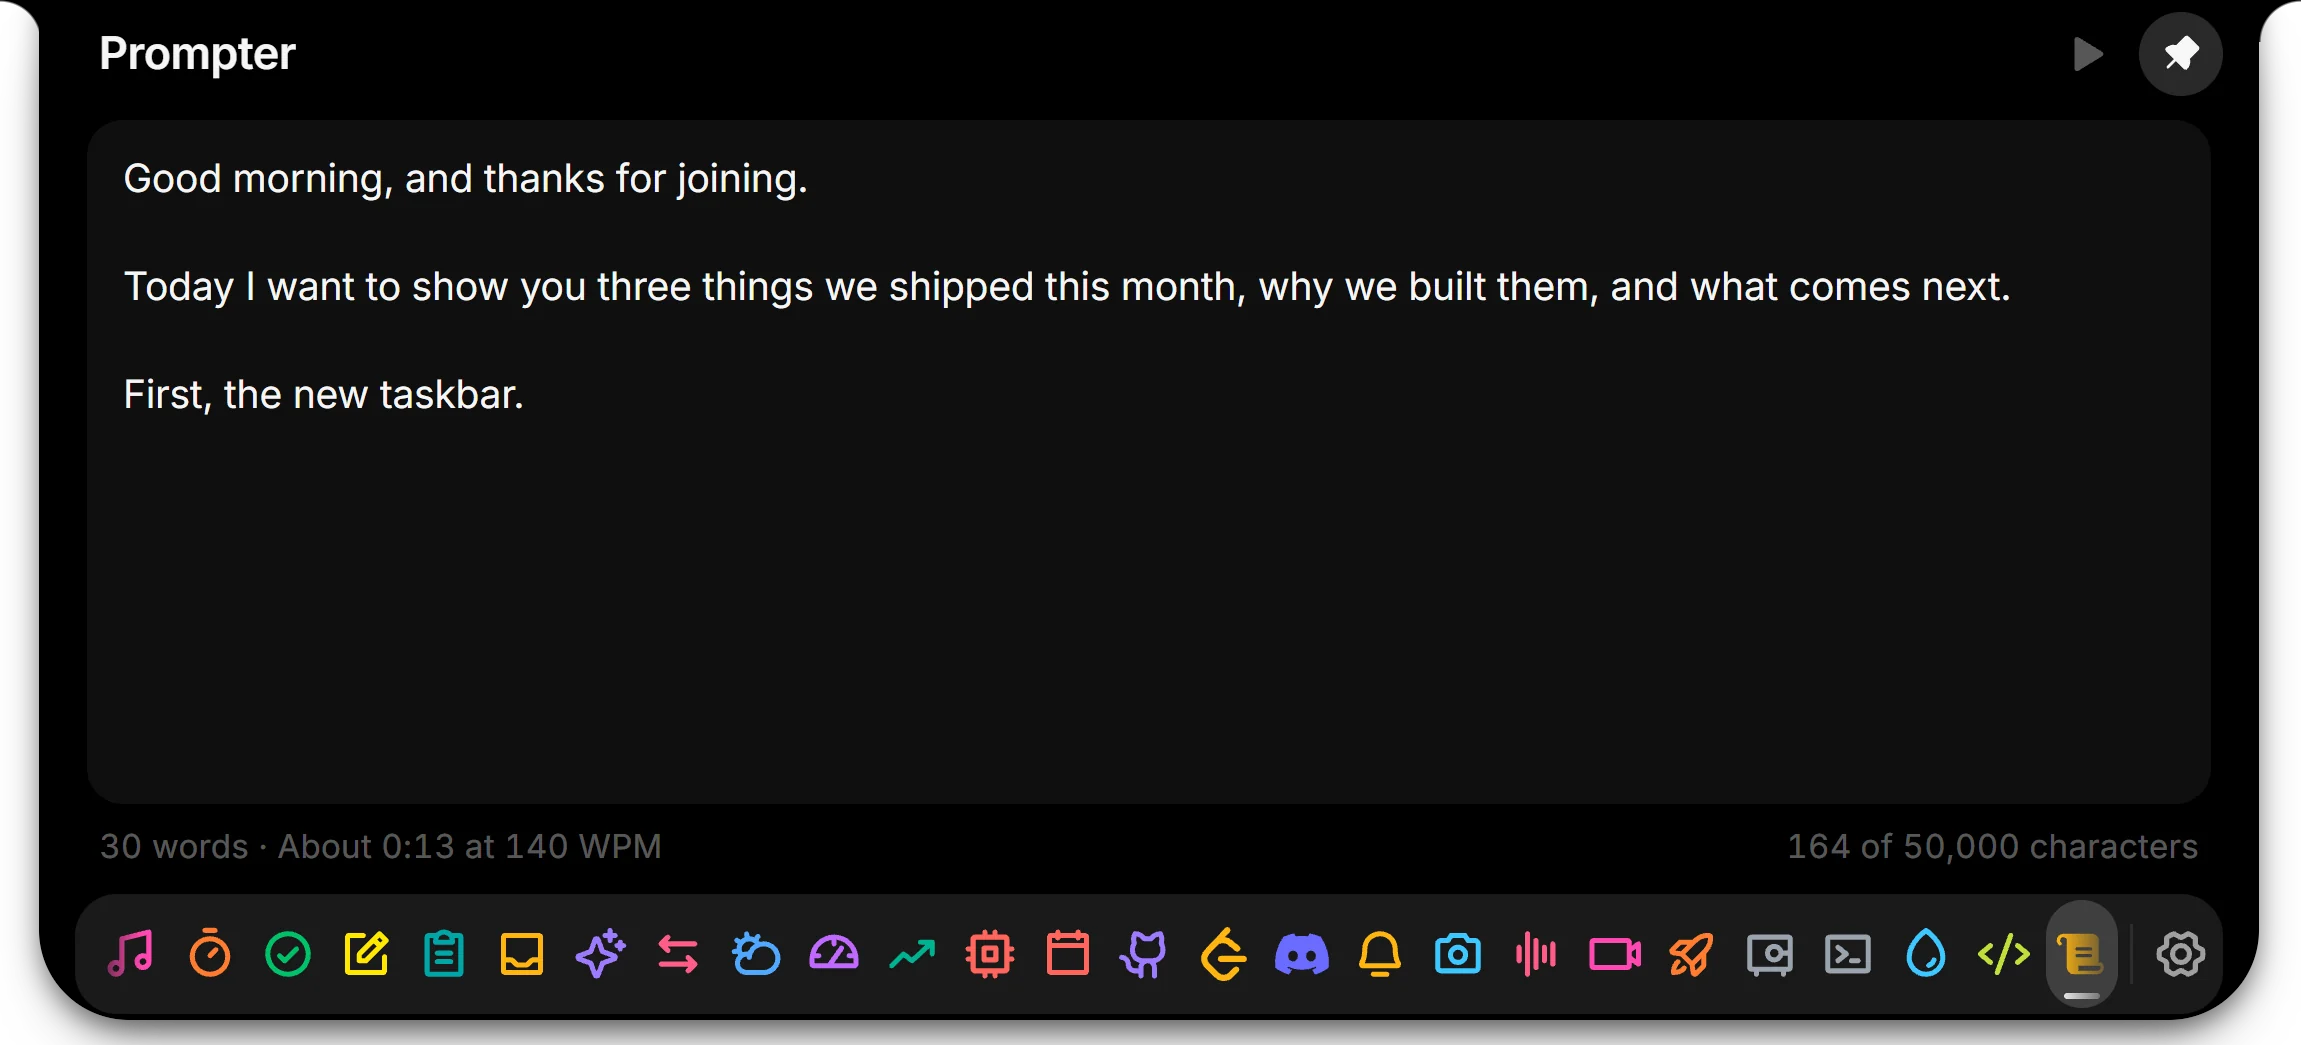 Prompter
Good morning, and thanks for joining.
Today I want to show you three things we shipped this month, why we built them, and what comes next.
First, the new taskbar.
30 words · About 0:13 at 140 WPM
164 of 50,000 characters